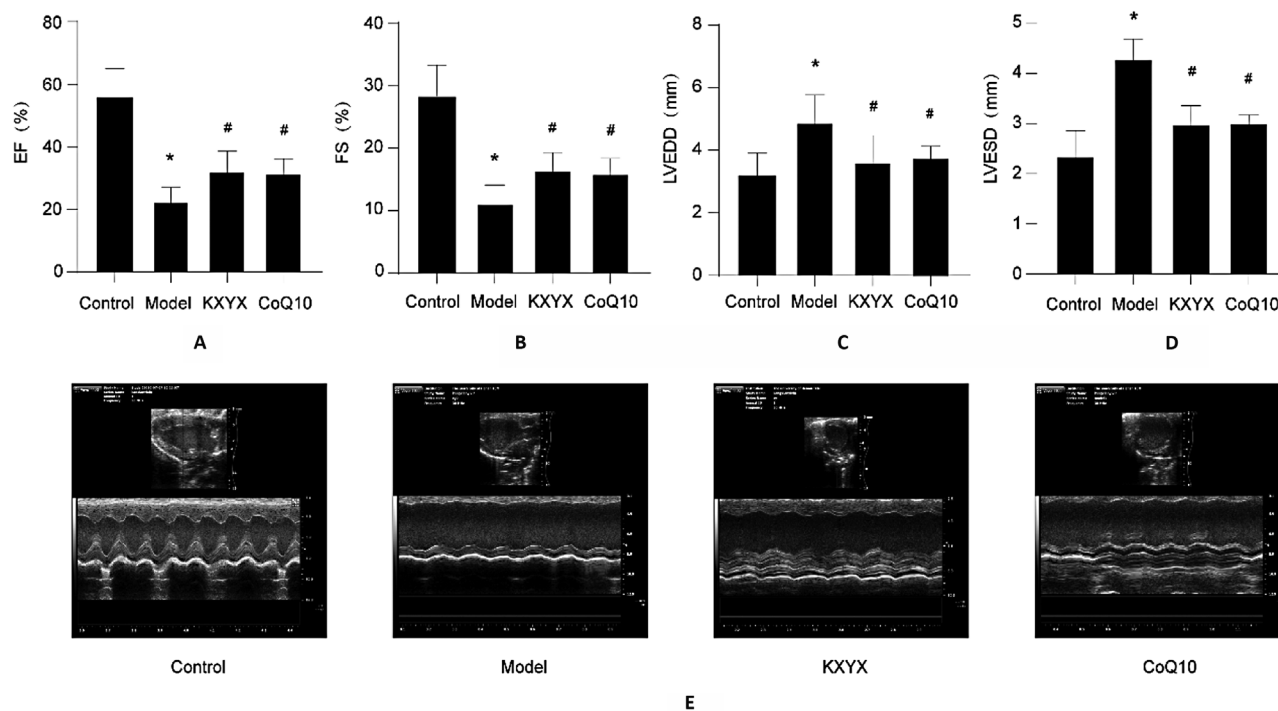 80
60
40
20
0
EF (%)
*
#
#
Control Model KXYX CoQ10
A
40
30
20
10
0
FS (%)
*
#
#
Control Model KXYX CoQ10
B
8
6
4
2
0
LVEDD (mm)
*
#
#
Control Model KXYX CoQ10
C
5
4
3
2
1
0
LVESD (mm)
*
#
#
Control Model KXYX CoQ10
D
Control
Model
KXYX
CoQ10
E